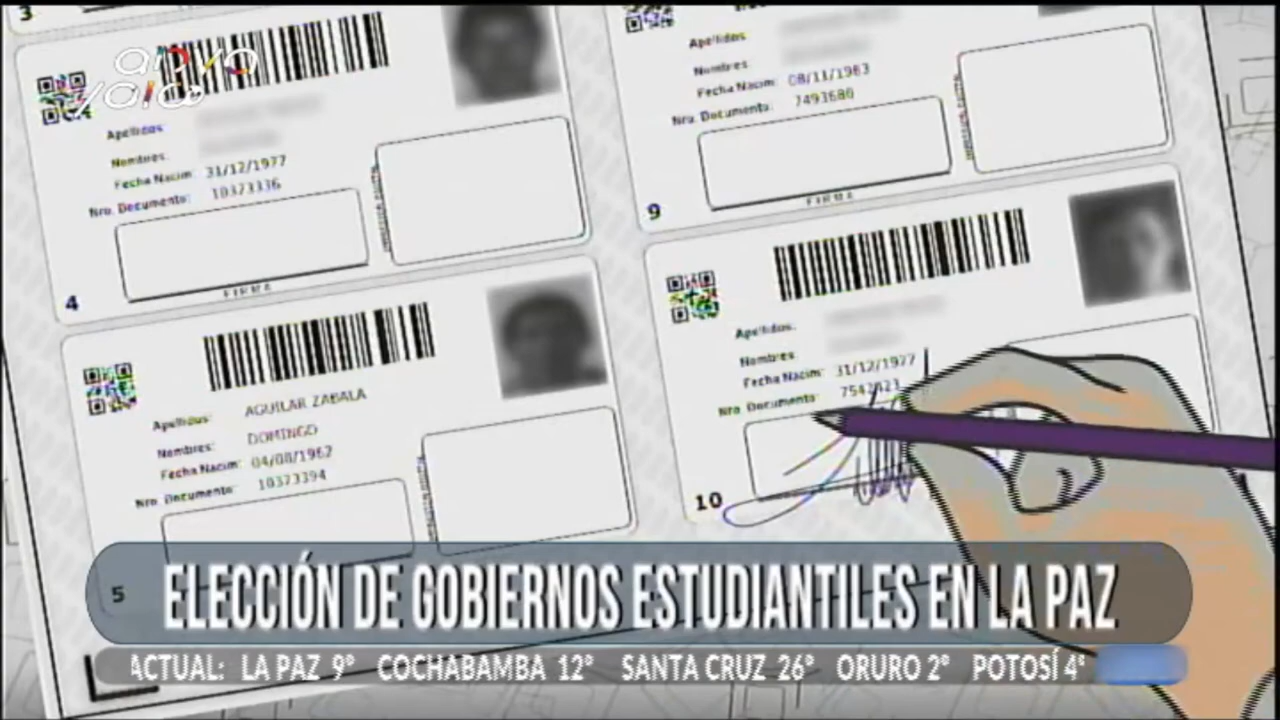 3
Apellidos:
Nombres:
Fecha Nacim: 31/12/1977
Nro. Documento: 10373336
FIRMA
4
Apellidos: AGUILAR ZABALA
Nombres: DOMINGO
Fecha Nacim: 04/08/1962
Nro. Documento: 10373394
5
Apellidos
Nombres:
Fecha Nacim: 08/11/1983
Nro. Documento: 7493680
FIRMA
9
Apellidos:
Nombres
Fecha Nacim: 31/12/1977
Nro Documento:
10
ELECCIÓN DE GOBIERNOS ESTUDIANTILES EN LA PAZ
ACTUAL: LA PAZ 9° COCHABAMBA 12° SANTA CRUZ 26° ORURO 2° POTOSÍ 4°